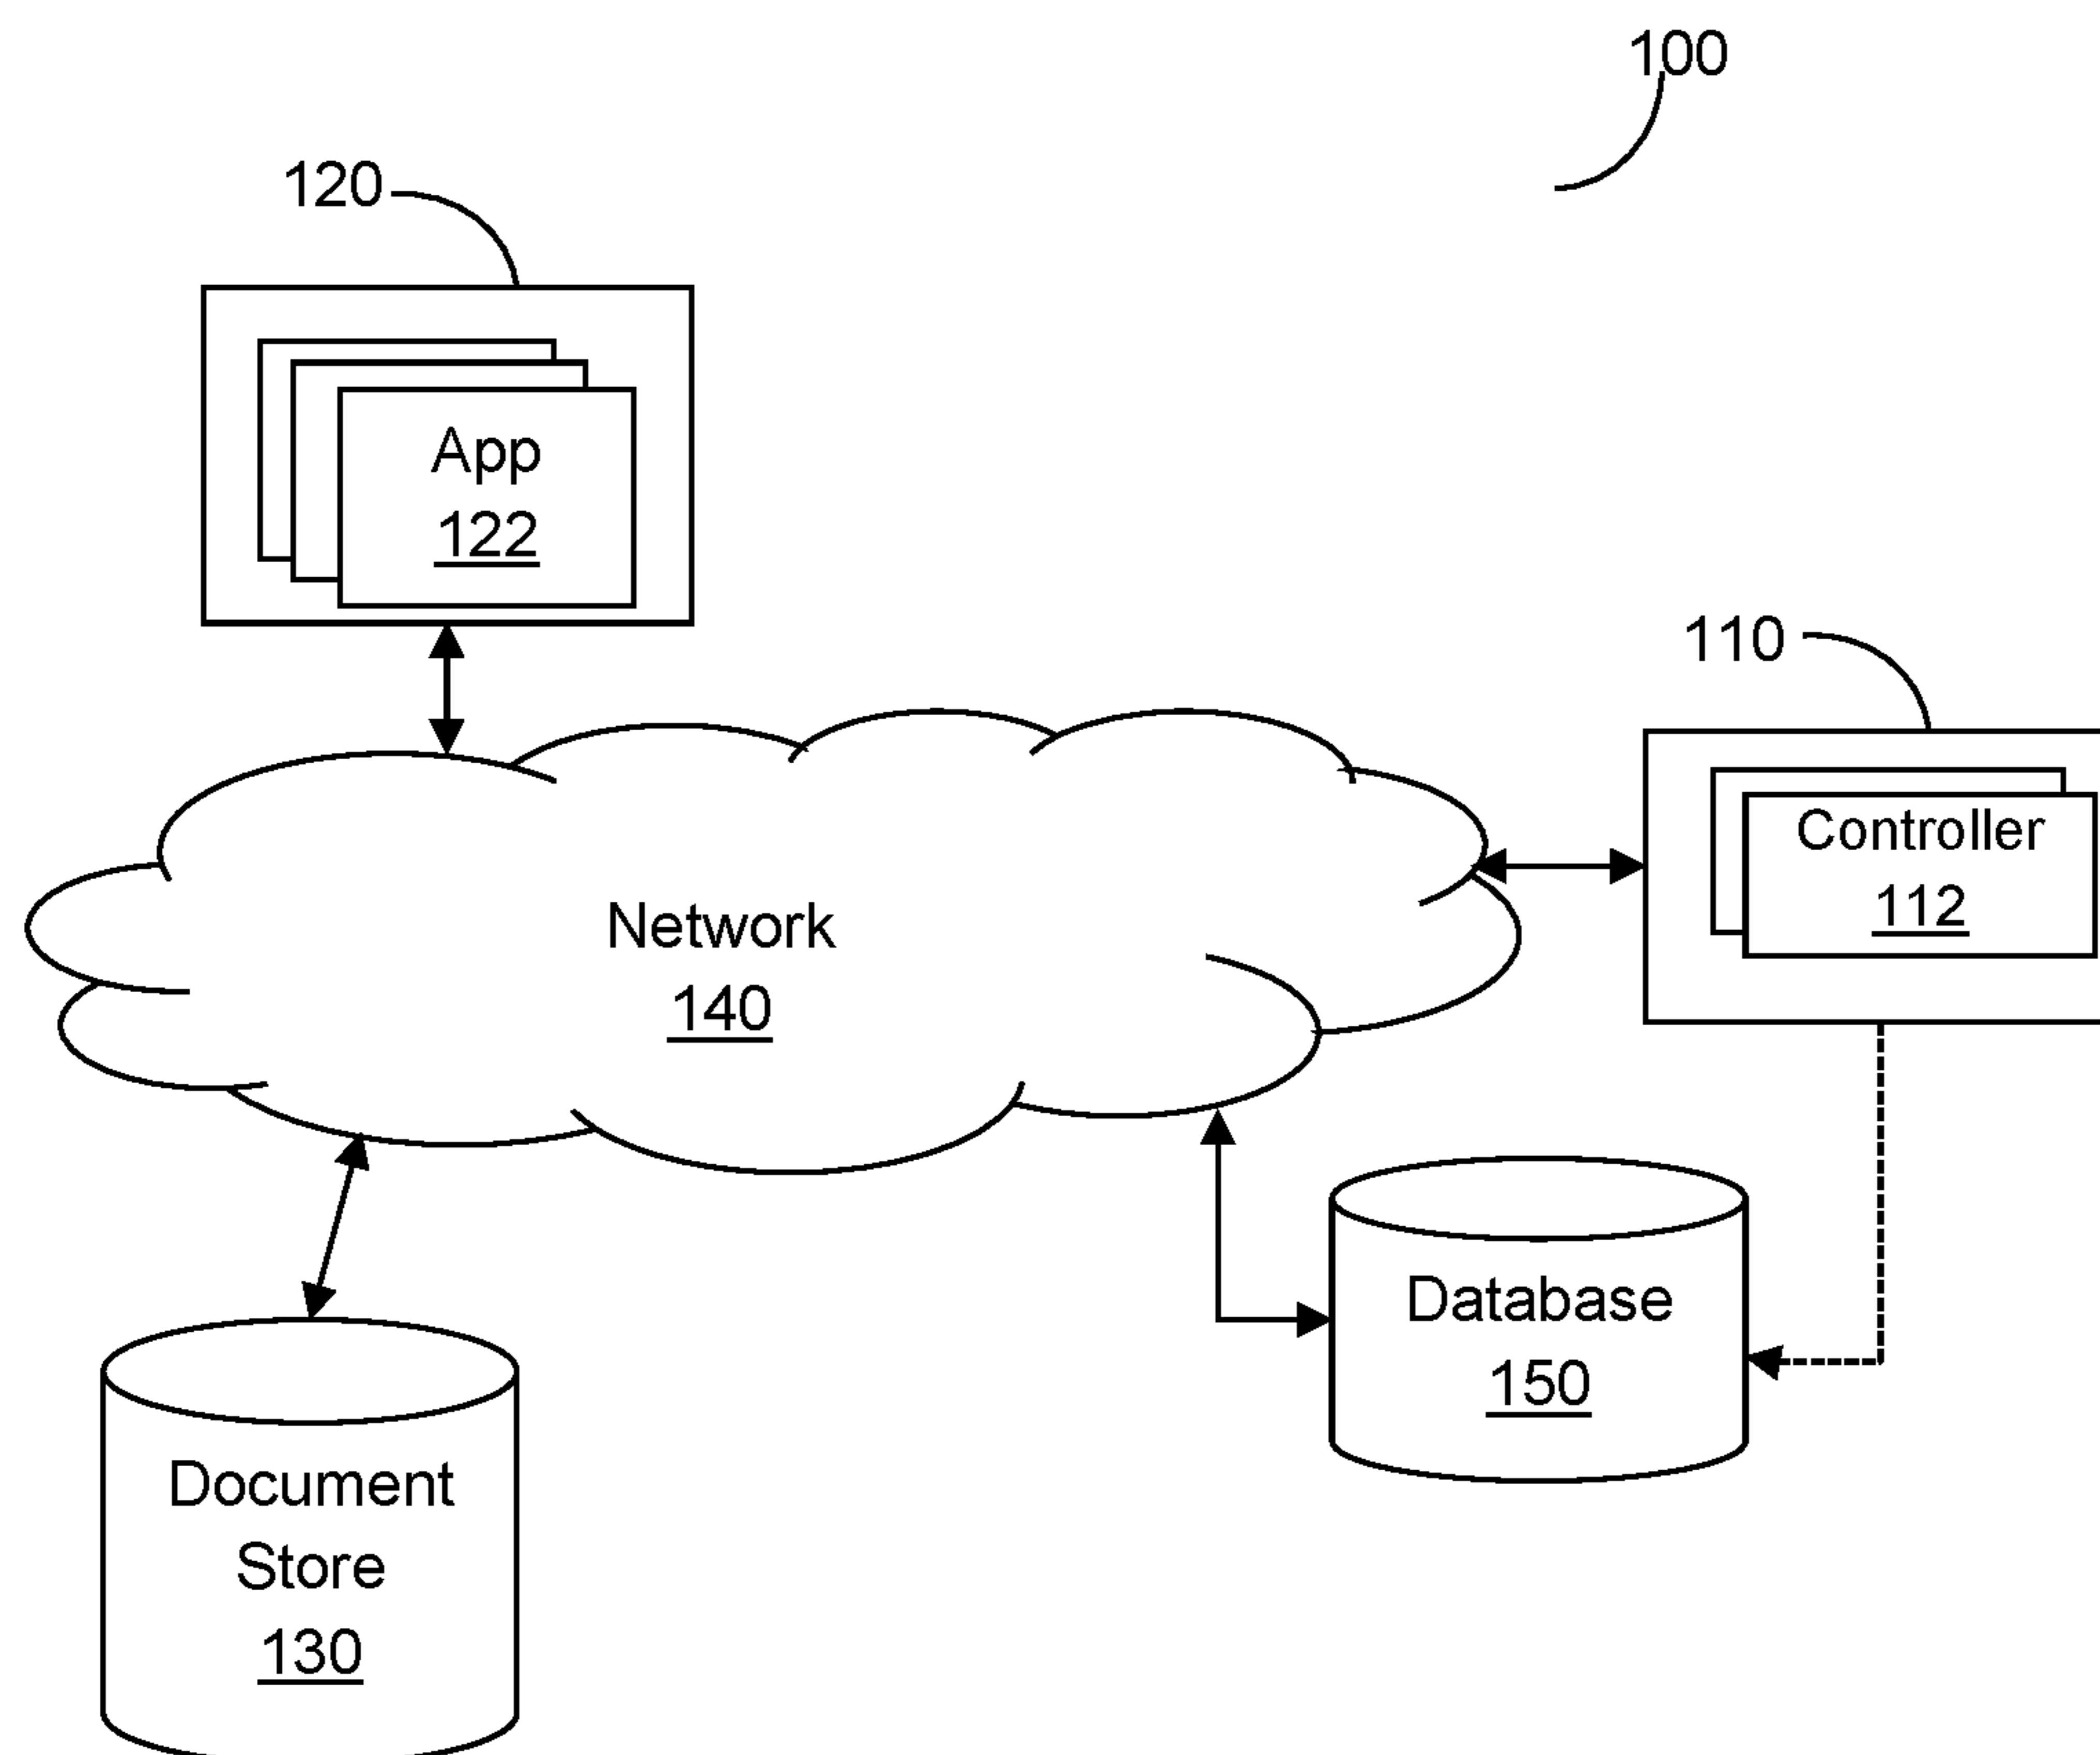 100
120
App
122
110
Controller
112
Network
140
Database
150
Document
Store
130